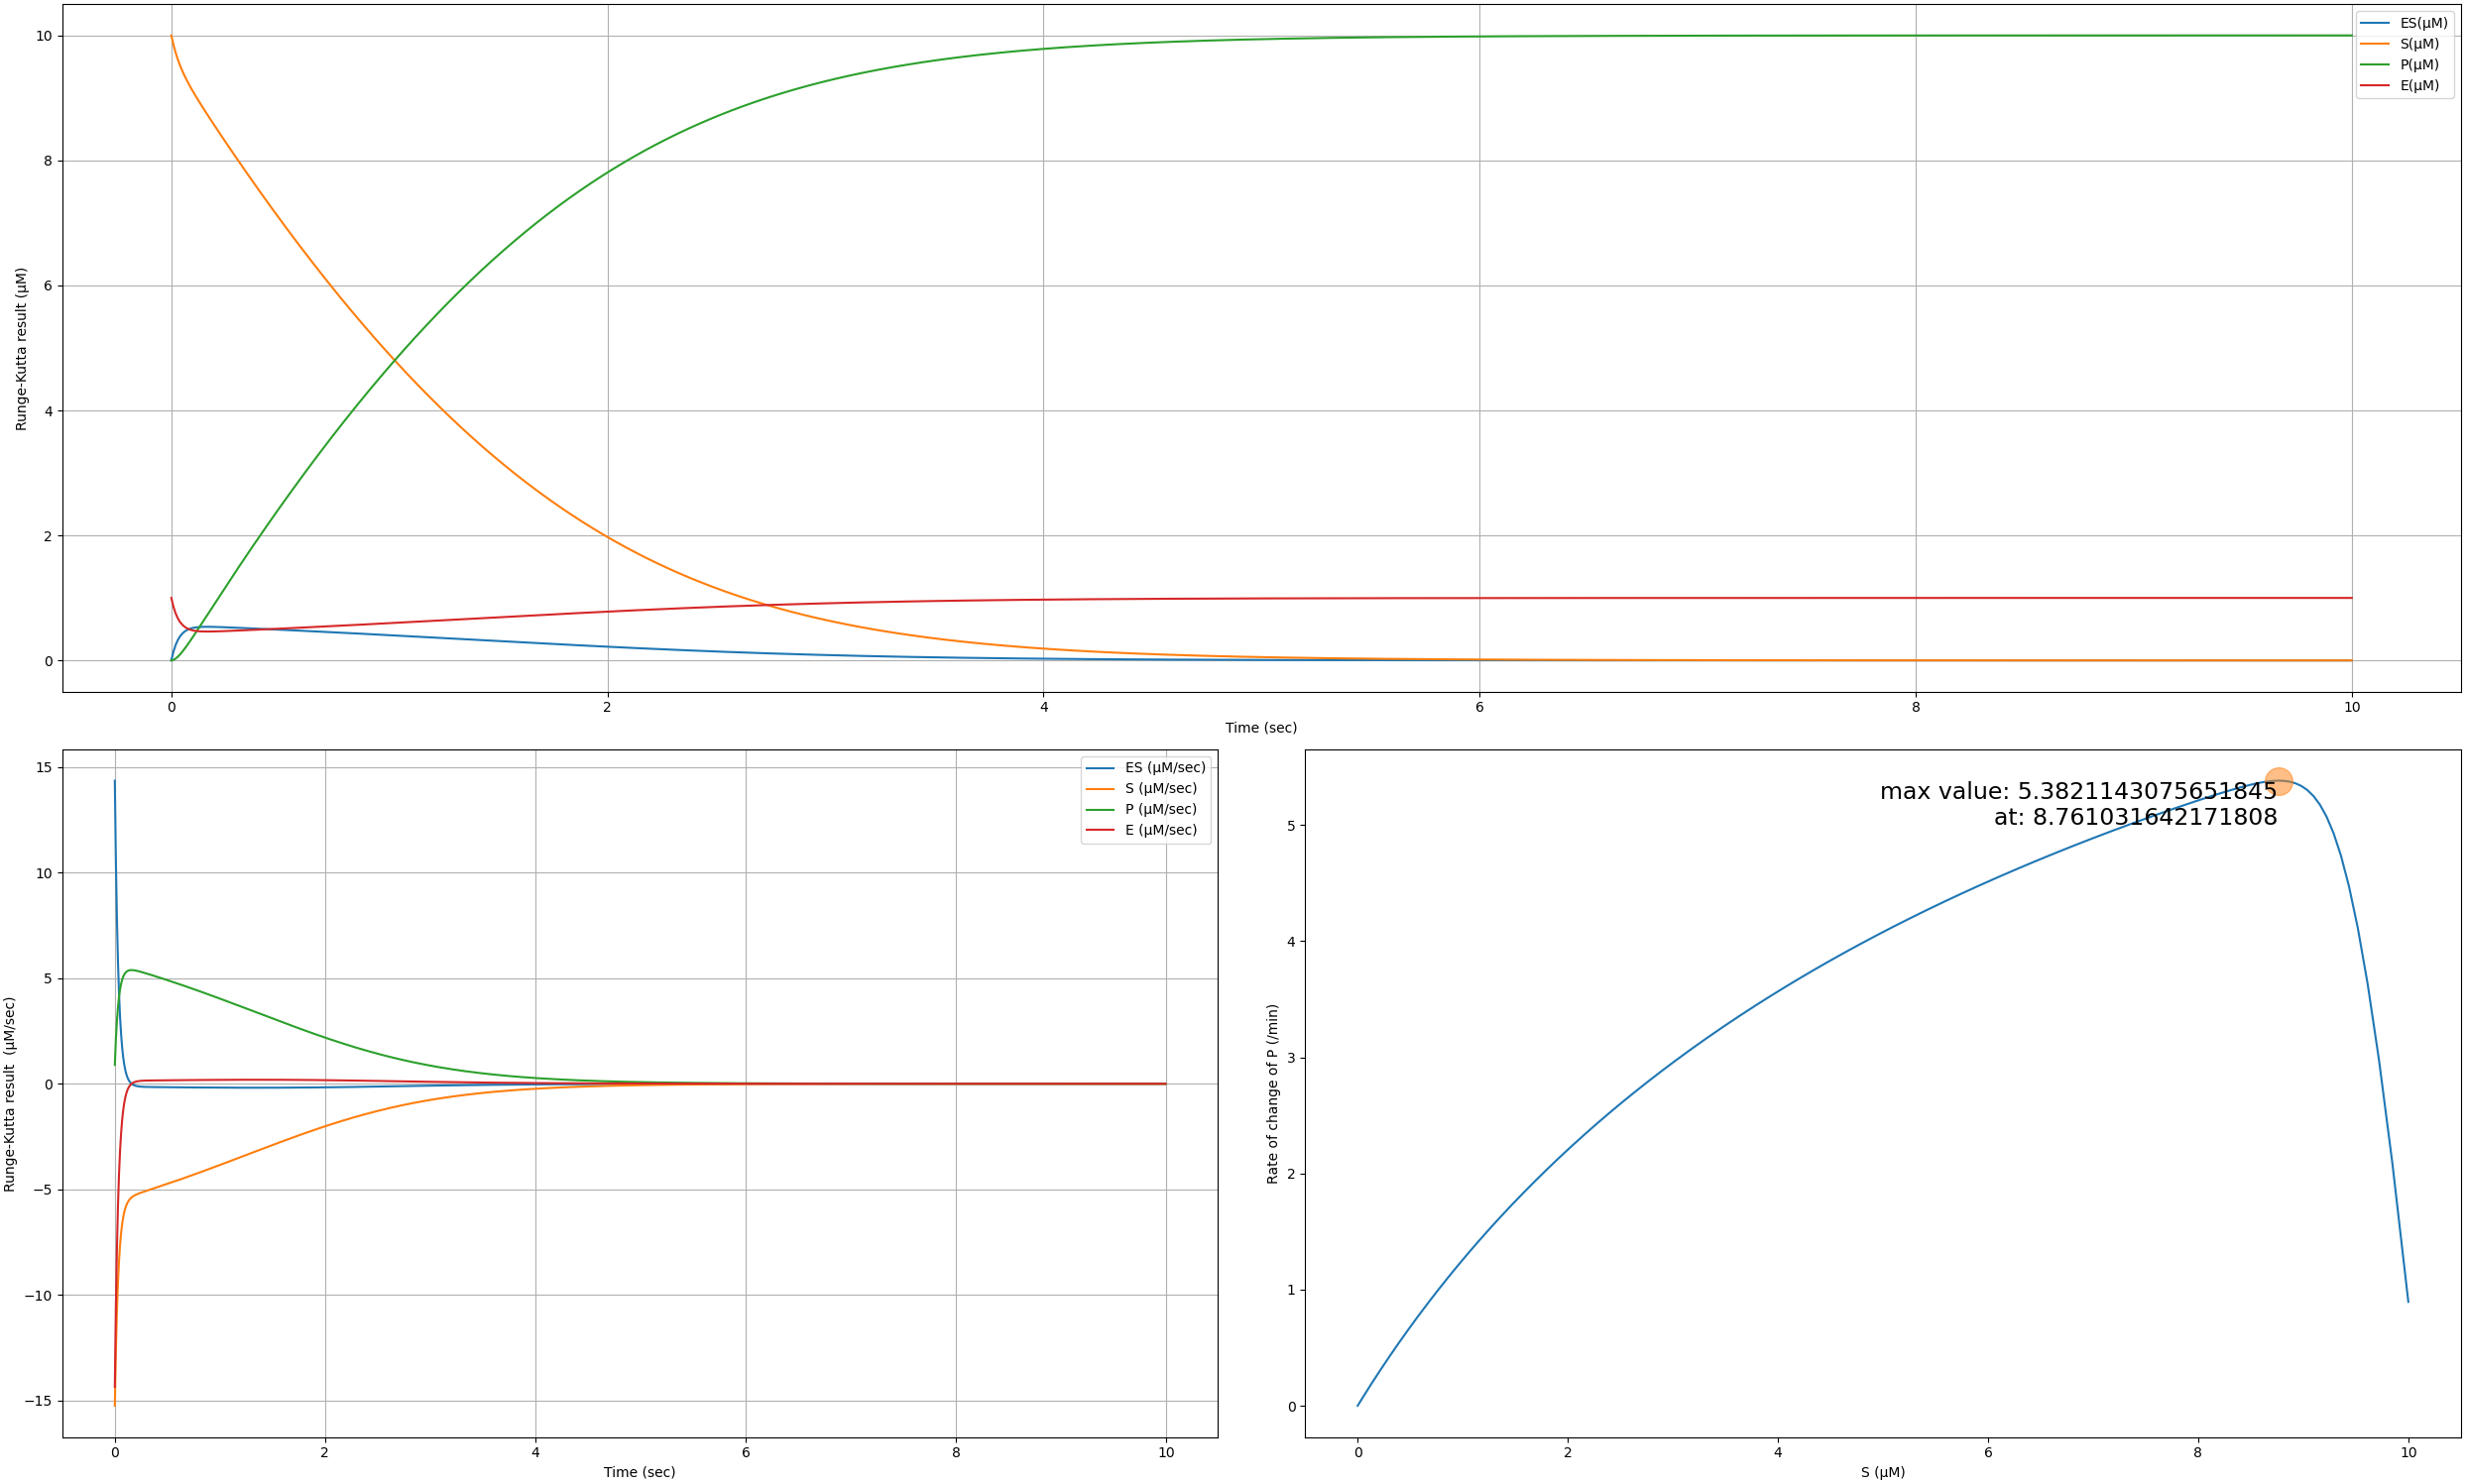 10
8
6
4
2
0
Runge-Kutta result (μM)
ES(μM)
S(μM)
P(μM)
E(μM)
0 2 4 6 8 10
Time (sec)
15
10
5
0
−5
−10
−15
Runge-Kutta result  (μM/sec)
ES (μM/sec)
S (μM/sec)
P (μM/sec)
E (μM/sec)
0 2 4 6 8 10
Time (sec)
5
4
3
2
1
0
Rate of change of P (/min)
max value: 5.3821143075651845
at: 8.761031642171808
0 2 4 6 8 10
S (μM)